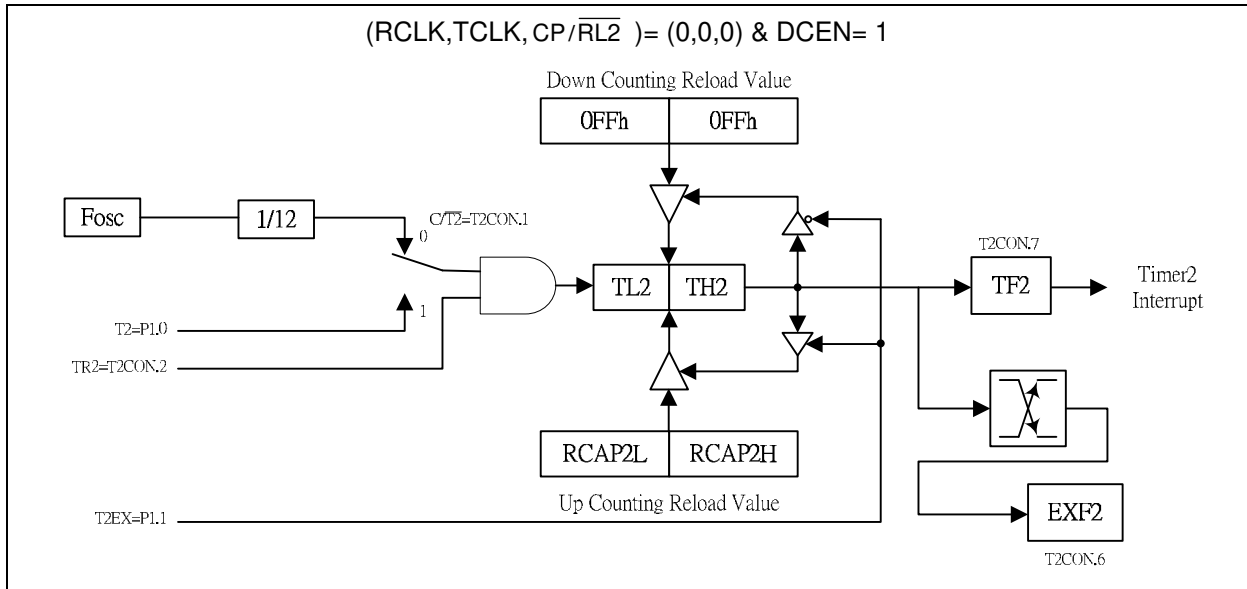 (RCLK,TCLK, CP/R̅L̅2̅ )= (0,0,0) & DCEN= 1
Down Counting Reload Value
0FFh 0FFh
Fosc
1/12
C/T̅2̅=T2CON.1
0
1
T2=P1.0
TR2=T2CON.2
TL2 TH2
T2CON.7
TF2
Timer2
Interrupt
RCAP2L RCAP2H
Up Counting Reload Value
T2EX=P1.1
EXF2
T2CON.6